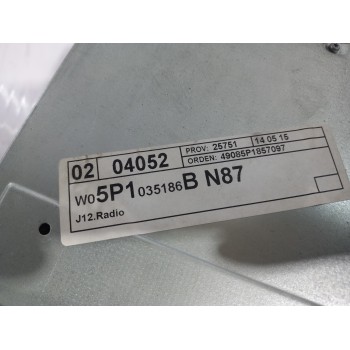 02 04052 PROV: 25751 14 05 15
ORDEN: 49085P1857097
W05P1035186B N87
J12.Radio